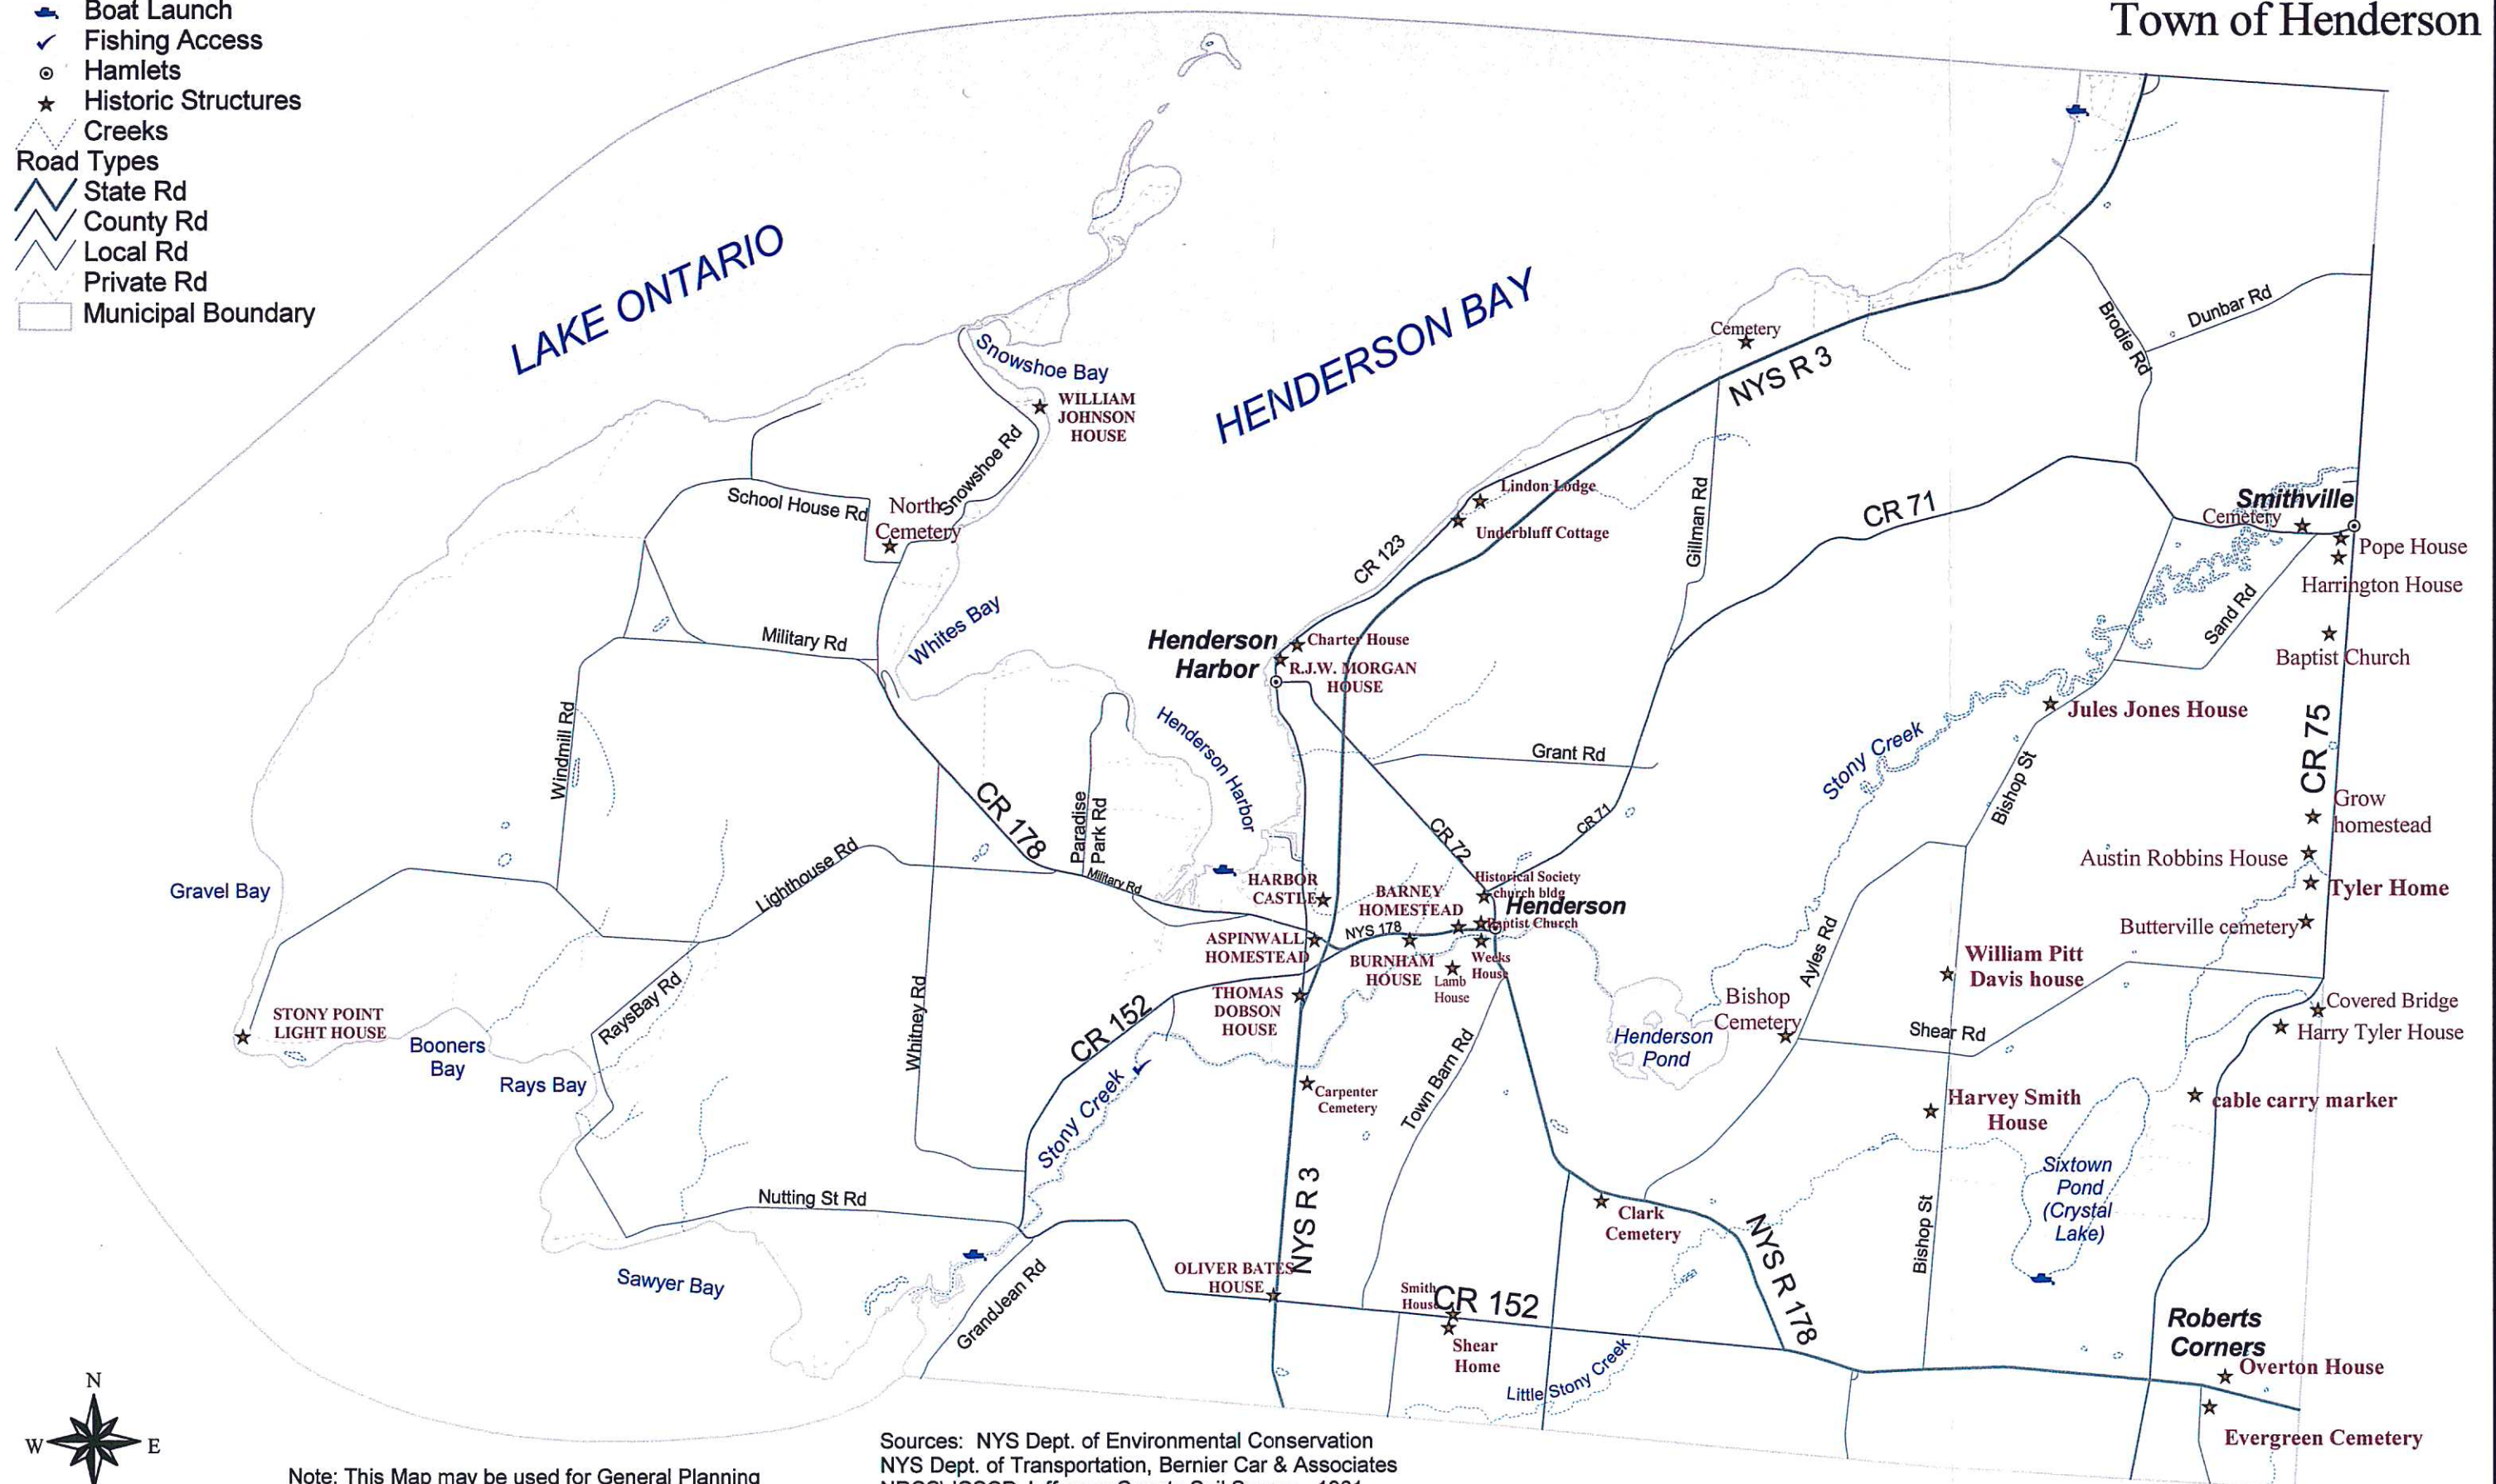 Boat Launch
Fishing Access
Hamlets
Historic Structures
Creeks
Road Types
State Rd
County Rd
Local Rd
Private Rd
Municipal Boundary
Town of Henderson
LAKE ONTARIO
HENDERSON BAY
Snowshoe Bay
WILLIAM
JOHNSON
HOUSE
Snowshoe Rd
School House Rd
North
Cemetery
Military Rd
Whites Bay
Windmill Rd
CR 178
Paradise
Park Rd
Military Rd
Henderson Harbor
Lighthouse Rd
Gravel Bay
STONY POINT
LIGHT HOUSE
Booners
Bay
Rays Bay
RaysBay Rd
Whitney Rd
Nutting St Rd
Sawyer Bay
GrandJean Rd
Stony Creek
CR 152
Cemetery
NYS R 3
Brodie Rd
Dunbar Rd
Lindon Lodge
Underbluff Cottage
CR 123
Gillman Rd
CR 71
Smithville
Cemetery
Pope House
Harrington House
Sand Rd
Baptist Church
Henderson
Harbor
Charter House
R.J.W. MORGAN
HOUSE
Grant Rd
CR 71
CR 72
Jules Jones House
Stony Creek
Bishop St
CR 75
Grow
homestead
Austin Robbins House
Tyler Home
Butterville cemetery
HARBOR
CASTLE
BARNEY
HOMESTEAD
Historical Society
church bldg
Henderson
Baptist Church
NYS 178
ASPINWALL
HOMESTEAD
BURNHAM
HOUSE
Weeks
House
Lamb
House
THOMAS
DOBSON
HOUSE
Carpenter
Cemetery
Town Barn Rd
Henderson
Pond
Bishop
Cemetery
Ayles Rd
William Pitt
Davis house
Shear Rd
Covered Bridge
Harry Tyler House
Harvey Smith
House
cable carry marker
Sixtown
Pond
(Crystal
Lake)
Bishop St
Clark
Cemetery
NYS R 178
NYS R 3
OLIVER BATES
HOUSE
Smith
House
CR 152
Shear
Home
Little Stony Creek
Roberts
Corners
Overton House
Evergreen Cemetery
N
W
E
Sources: NYS Dept. of Environmental Conservation
NYS Dept. of Transportation, Bernier Car & Associates
Note: This Map may be used for General Planning